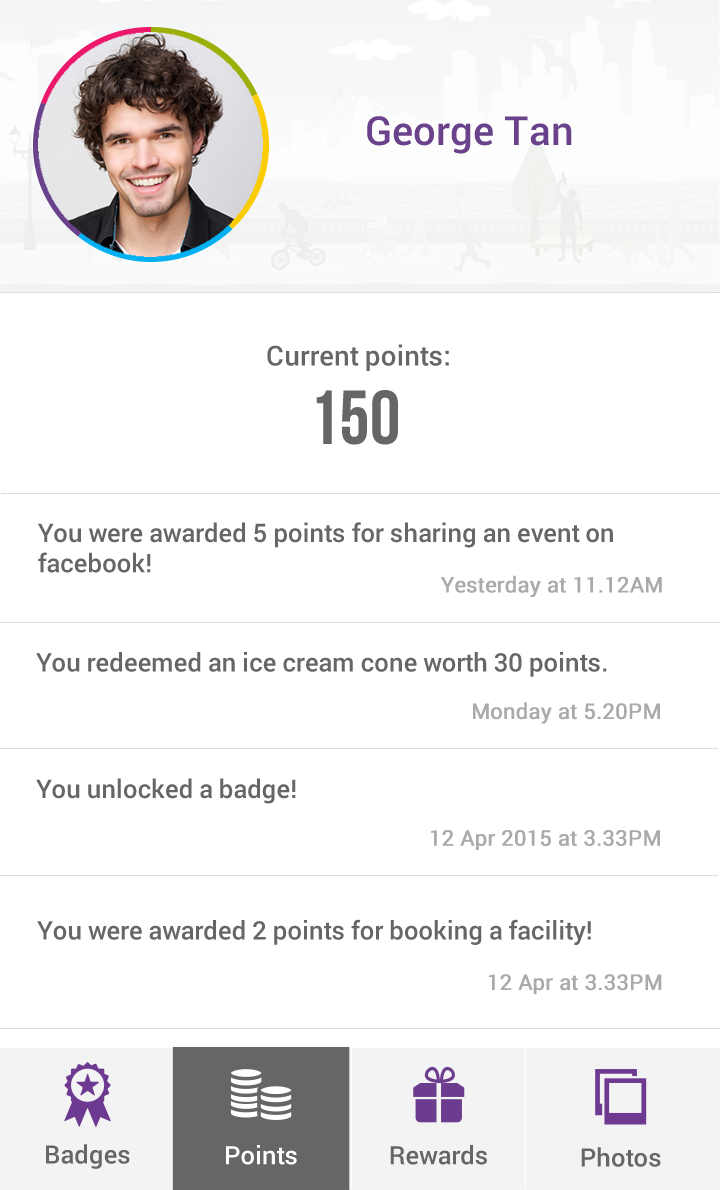 George Tan
Current points:
150
You were awarded 5 points for sharing an event on
facebook!
Yesterday at 11.12AM
You redeemed an ice cream cone worth 30 points.
Monday at 5.20PM
You unlocked a badge!
12 Apr 2015 at 3.33PM
You were awarded 2 points for booking a facility!
12 Apr at 3.33PM
Badges
Points
Rewards
Photos